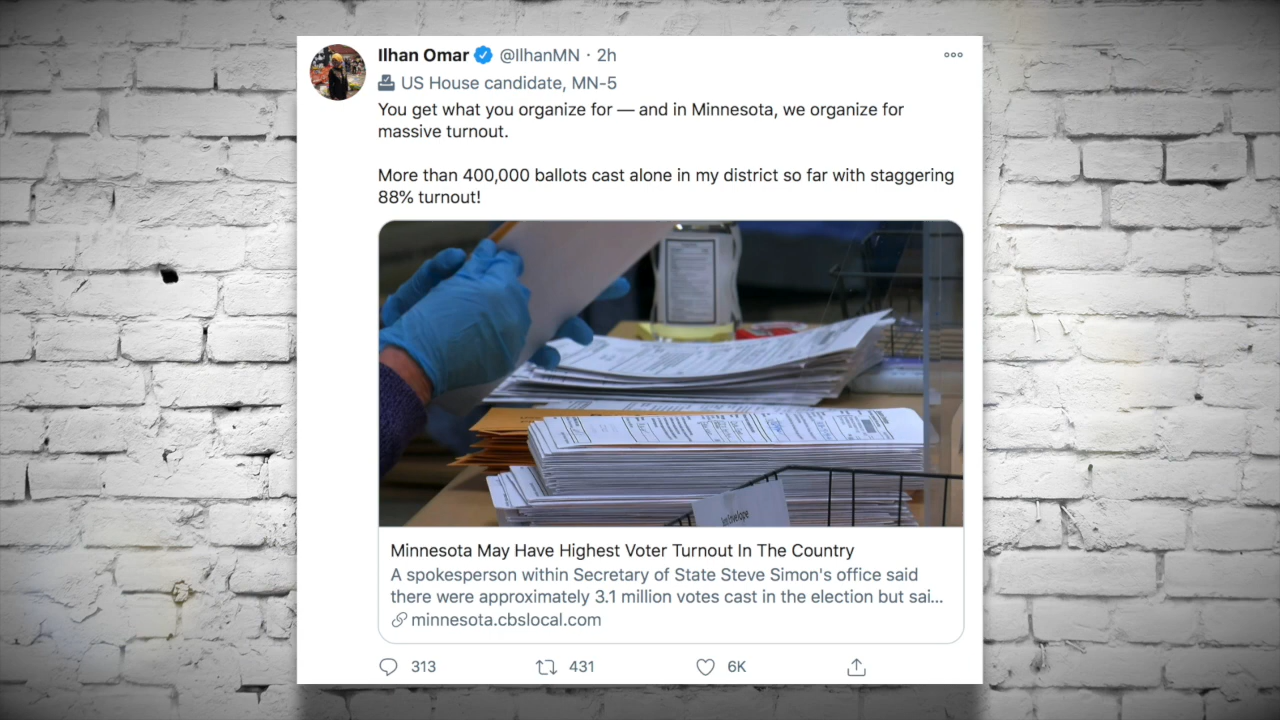 Ilhan Omar @IlhanMN · 2h
US House candidate, MN-5
You get what you organize for — and in Minnesota, we organize for
massive turnout.
More than 400,000 ballots cast alone in my district so far with staggering
88% turnout!
Minnesota May Have Highest Voter Turnout In The Country
A spokesperson within Secretary of State Steve Simon's office said
there were approximately 3.1 million votes cast in the election but sai...
minnesota.cbslocal.com
313 431 6K